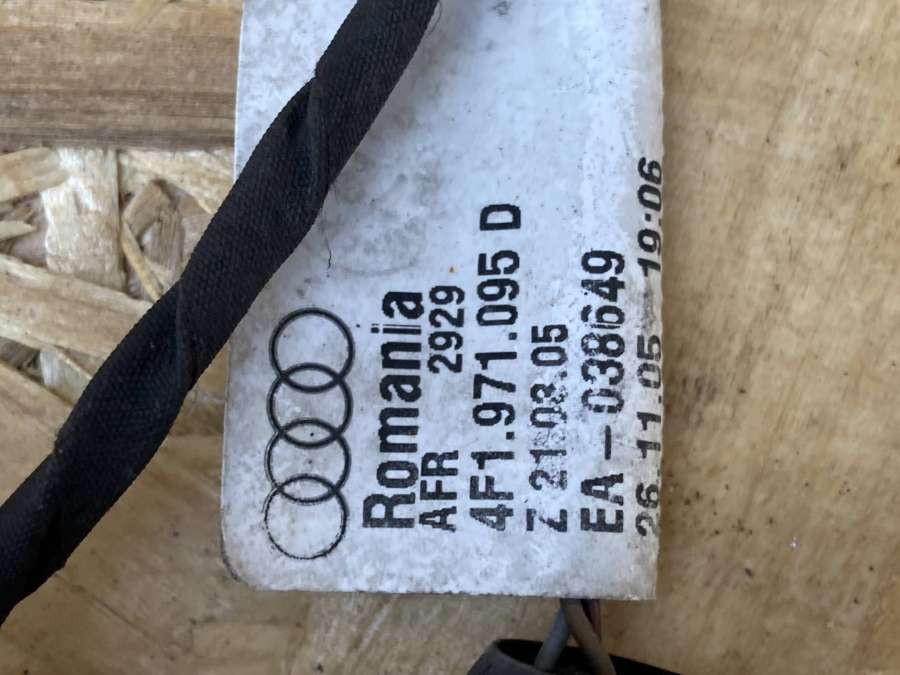 Romania
AFR 2929
4F1.971.095 D
Z 21.03.05
EA-038649
26.11.05 19:06